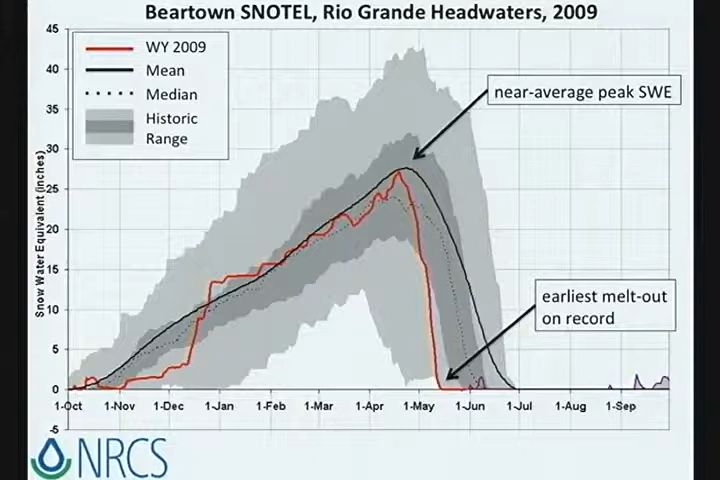 Beartown SNOTEL, Rio Grande Headwaters, 2009
45
40
35
30
25
20
15
10
5
0
-5
Snow Water Equivalent (inches)
WY 2009
Mean
Median
Historic
Range
near-average peak SWE
earliest melt-out
on record
1-Oct 1-Nov 1-Dec 1-Jan 1-Feb 1-Mar 1-Apr 1-May 1-Jun 1-Jul 1-Aug 1-Sep
NRCS